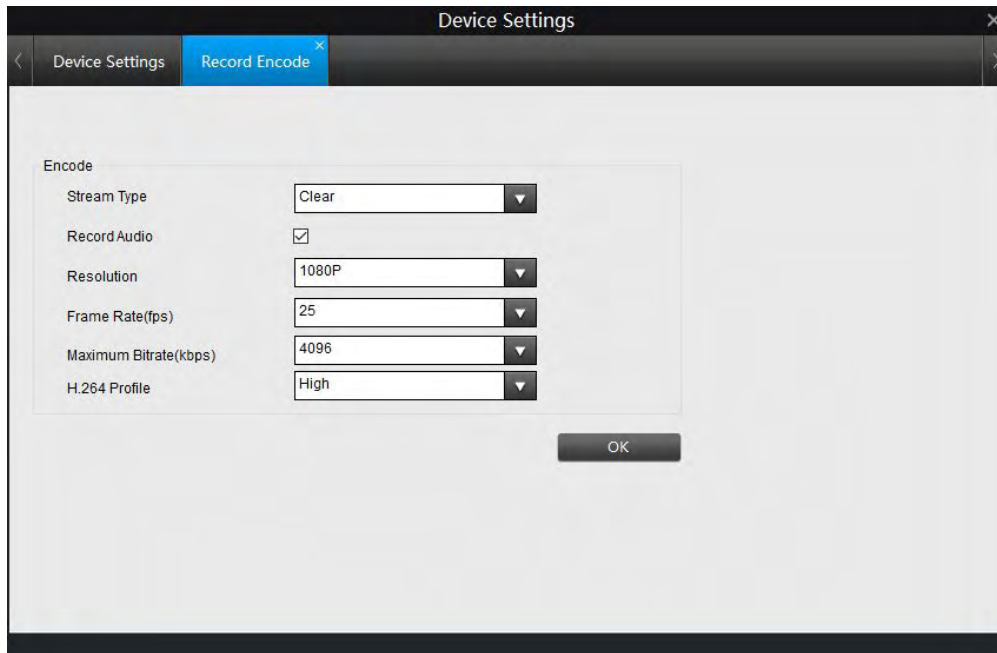 Device Settings
Device Settings Record Encode
Encode
Stream Type Clear
Record Audio
Resolution 1080P
Frame Rate(fps) 25
Maximum Bitrate(kbps) 4096
H.264 Profile High
OK